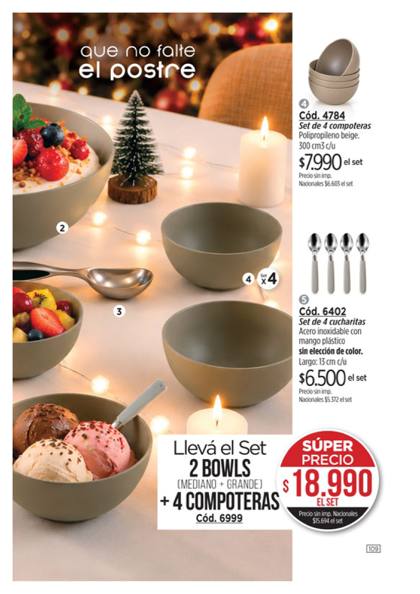 que no falte
el postre
2
4 Set x4
3
4
Cód. 4784
Set de 4 compoteras
Polipropileno beige.
300 cm3 c/u
$7.990 el set
Precio sin imp.
Nacionales $6.603 el set
5
Cód. 6402
Set de 4 cucharitas
Acero inoxidable con
mango plástico
sin elección de color.
Largo: 13 cm c/u
$6.500 el set
Precio sin imp.
Nacionales $5.372 el set
Llevá el Set
2 BOWLS
(MEDIANO + GRANDE)
+ 4 COMPOTERAS
Cód. 6999
SÚPER
PRECIO
$18.990
EL SET
Precio sin imp. Nacionales
$15.694 el set
109